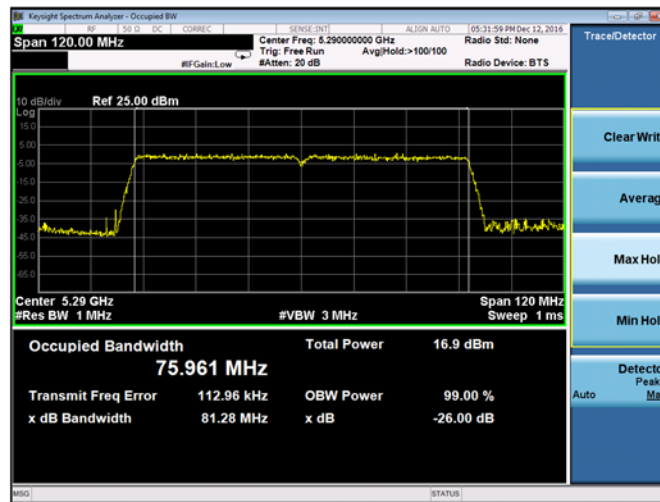 Keysight Spectrum Analyzer - Occupied BW
RF 50 Ω DC CORREC SENSE:INT ALIGN AUTO 05:31:59 PM Dec 12, 2016
Span 120.00 MHz
Center Freq: 5.290000000 GHz Radio Std: None
Trig: Free Run Avg|Hold:>100/100
#IFGain:Low #Atten: 20 dB Radio Device: BTS
Trace/Detector
10 dB/div Ref 25.00 dBm
Log
15.0
5.00
-5.00
-15.0
-25.0
-35.0
-45.0
-55.0
-65.0
Center 5.29 GHz Span 120 MHz
#Res BW 1 MHz #VBW 3 MHz Sweep 1 ms
Occupied Bandwidth Total Power 16.9 dBm
75.961 MHz
Transmit Freq Error 112.96 kHz OBW Power 99.00 %
x dB Bandwidth 81.28 MHz x dB -26.00 dB
Clear Writ
Averag
Max Hol
Min Hol
Detecto
Peak
Auto Ma
MSG STATUS